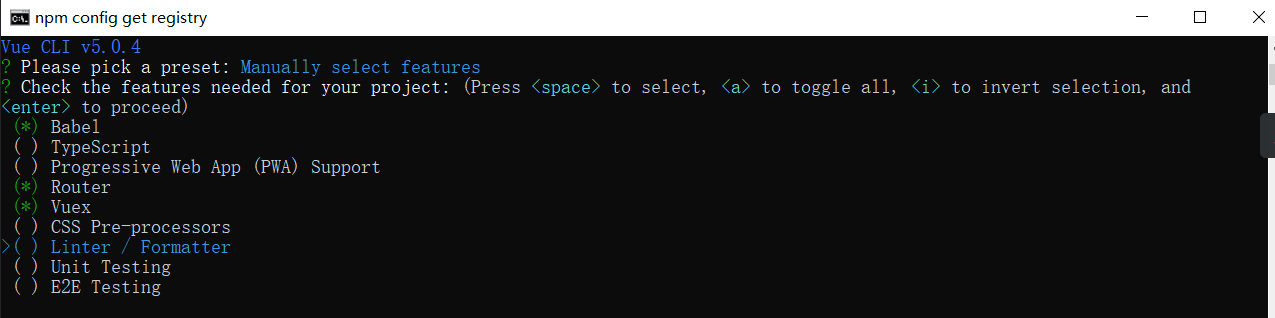 npm config get registry
Vue CLI v5.0.4
? Please pick a preset: Manually select features
? Check the features needed for your project: (Press <space> to select, <a> to toggle all, <i> to invert selection, and
<enter> to proceed)
(*) Babel
( ) TypeScript
( ) Progressive Web App (PWA) Support
(*) Router
(*) Vuex
( ) CSS Pre-processors
>( ) Linter / Formatter
( ) Unit Testing
( ) E2E Testing